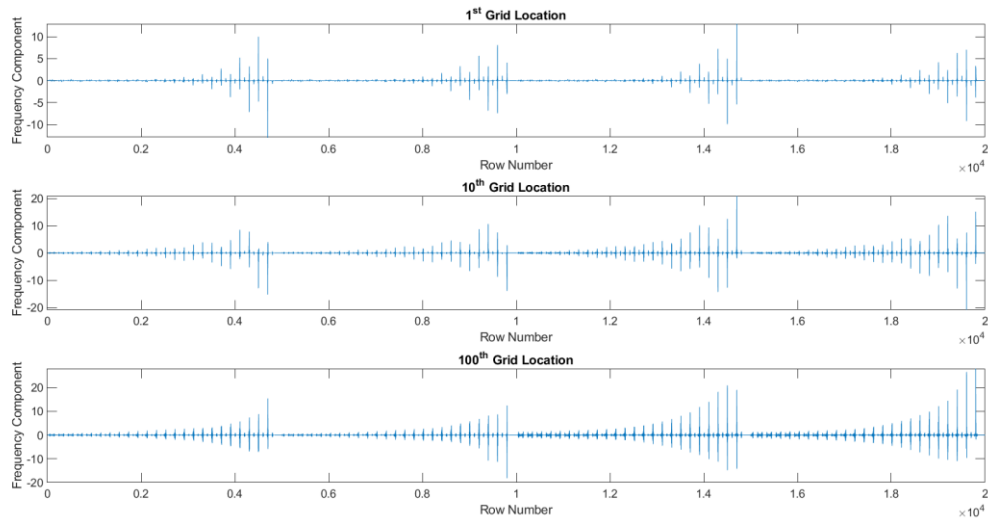 1st Grid Location
Frequency Component
10
5
0
-5
-10
0 0.2 0.4 0.6 0.8 1 1.2 1.4 1.6 1.8 2
Row Number
×10^4
10th Grid Location
Frequency Component
20
10
0
-10
-20
0 0.2 0.4 0.6 0.8 1 1.2 1.4 1.6 1.8 2
Row Number
×10^4
100th Grid Location
Frequency Component
20
10
0
-10
-20
0 0.2 0.4 0.6 0.8 1 1.2 1.4 1.6 1.8 2
Row Number
×10^4